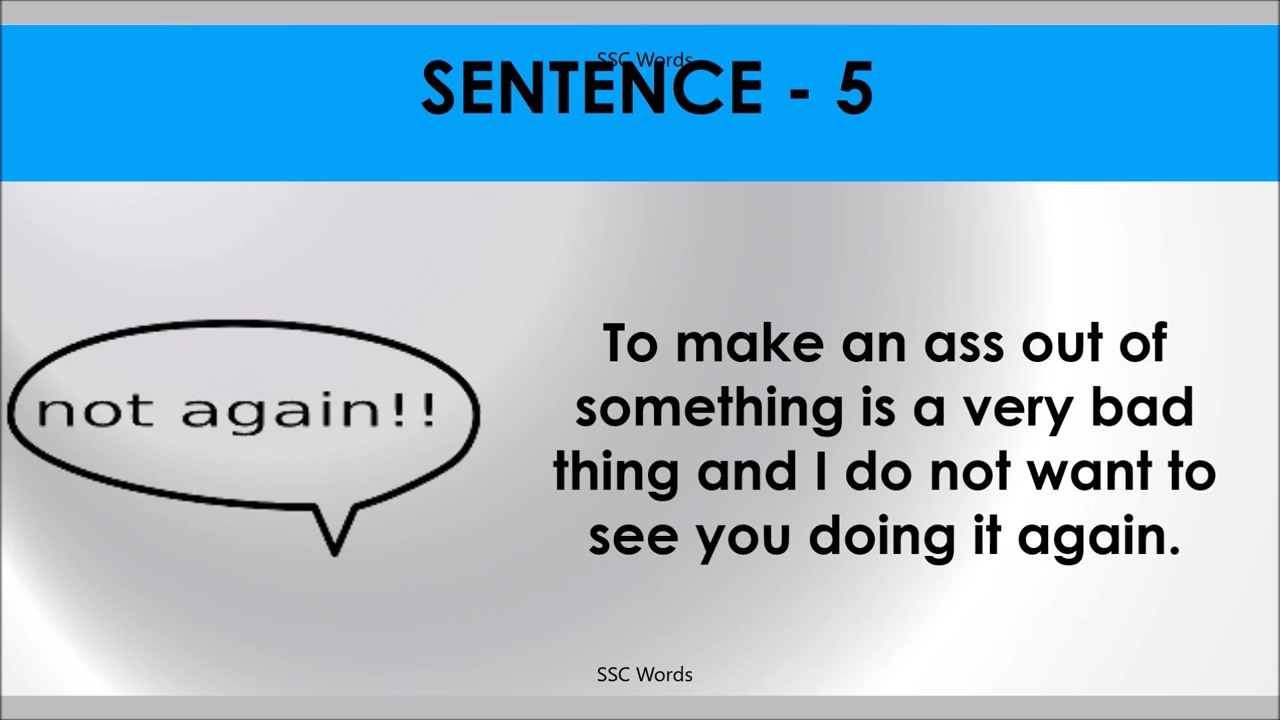 SSC Words
SENTENCE - 5
not again!!
To make an ass out of
something is a very bad
thing and I do not want to
see you doing it again.
SSC Words